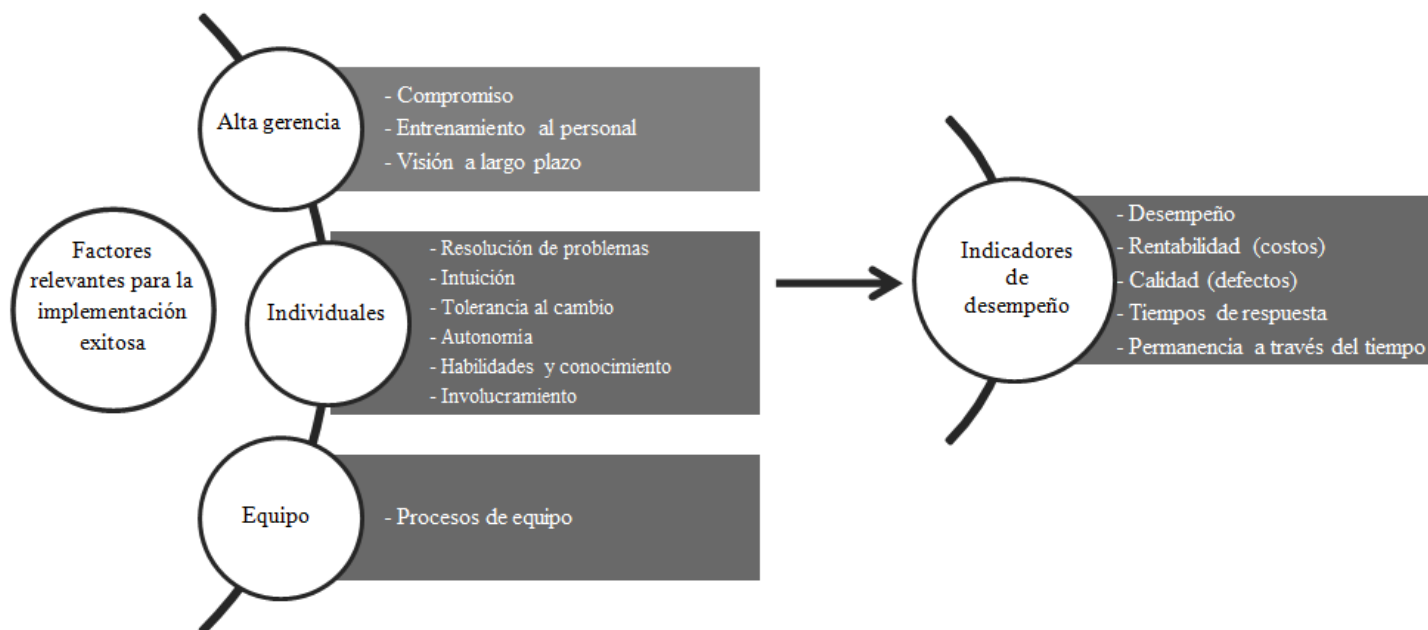 Factores
relevantes para la
implementación
exitosa
Alta gerencia
- Compromiso
- Entrenamiento al personal
- Visión a largo plazo
Individuales
- Resolución de problemas
- Intuición
- Tolerancia al cambio
- Autonomía
- Habilidades y conocimiento
- Involucramiento
Equipo
- Procesos de equipo
Indicadores
de
desempeño
- Desempeño
- Rentabilidad (costos)
- Calidad (defectos)
- Tiempos de respuesta
- Permanencia a través del tiempo